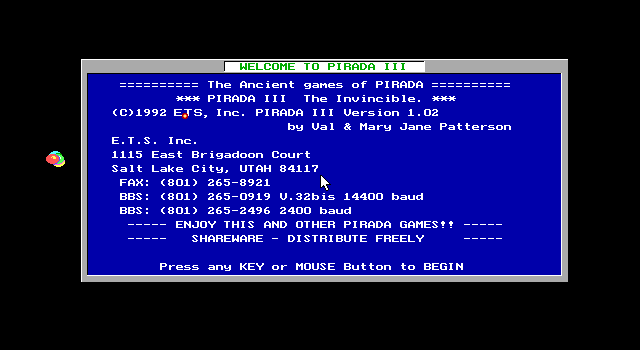 WELCOME TO PIRADA III
========== The Ancient games of PIRADA ==========
*** PIRADA III  The Invincible. ***
(C)1992 ETS, Inc. PIRADA III Version 1.02
by Val & Mary Jane Patterson
E.T.S. Inc.
1115 East Brigadoon Court
Salt Lake City, UTAH 84117
FAX: (801) 265-8921
BBS: (801) 265-0919 V.32bis 14400 baud
BBS: (801) 265-2496 2400 baud
----- ENJOY THIS AND OTHER PIRADA GAMES!! -----
-----   SHAREWARE - DISTRIBUTE FREELY     -----
Press any KEY or MOUSE Button to BEGIN